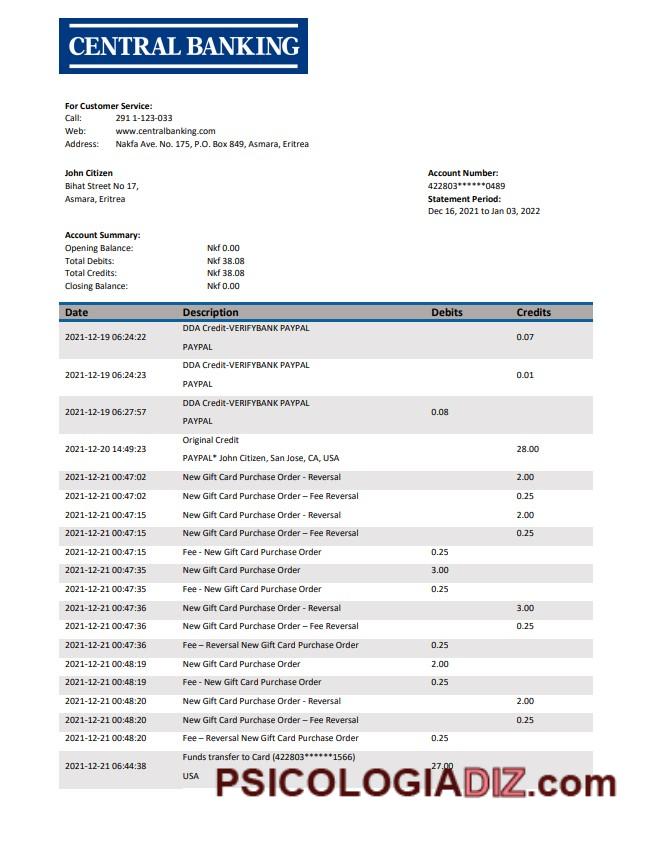 CENTRAL BANKING
For Customer Service:
Call: 291 1-123-033
Web: www.centralbanking.com
Address: Nakfa Ave. No. 175, P.O. Box 849, Asmara, Eritrea
John Citizen Account Number:
Bihat Street No 17, 422803******0489
Asmara, Eritrea Statement Period:
Dec 16, 2021 to Jan 03, 2022
Account Summary:
Opening Balance: Nkf 0.00
Total Debits: Nkf 38.08
Total Credits: Nkf 38.08
Closing Balance: Nkf 0.00
Date Description Debits Credits
2021-12-19 06:24:22 DDA Credit-VERIFYBANK PAYPAL 0.07
PAYPAL
2021-12-19 06:24:23 DDA Credit-VERIFYBANK PAYPAL 0.01
PAYPAL
2021-12-19 06:27:57 DDA Credit-VERIFYBANK PAYPAL 0.08
PAYPAL
2021-12-20 14:49:23 Original Credit 28.00
PAYPAL* John Citizen, San Jose, CA, USA
2021-12-21 00:47:02 New Gift Card Purchase Order - Reversal 2.00
2021-12-21 00:47:02 New Gift Card Purchase Order – Fee Reversal 0.25
2021-12-21 00:47:15 New Gift Card Purchase Order - Reversal 2.00
2021-12-21 00:47:15 New Gift Card Purchase Order – Fee Reversal 0.25
2021-12-21 00:47:15 Fee - New Gift Card Purchase Order 0.25
2021-12-21 00:47:35 New Gift Card Purchase Order 3.00
2021-12-21 00:47:35 Fee - New Gift Card Purchase Order 0.25
2021-12-21 00:47:36 New Gift Card Purchase Order - Reversal 3.00
2021-12-21 00:47:36 New Gift Card Purchase Order – Fee Reversal 0.25
2021-12-21 00:47:36 Fee – Reversal New Gift Card Purchase Order 0.25
2021-12-21 00:48:19 New Gift Card Purchase Order 2.00
2021-12-21 00:48:19 Fee - New Gift Card Purchase Order 0.25
2021-12-21 00:48:20 New Gift Card Purchase Order - Reversal 2.00
2021-12-21 00:48:20 New Gift Card Purchase Order – Fee Reversal 0.25
2021-12-21 00:48:20 Fee – Reversal New Gift Card Purchase Order 0.25
2021-12-21 06:44:38 Funds transfer to Card (422803******1566) 27.00
USA
PSICOLOGIADIZ.com